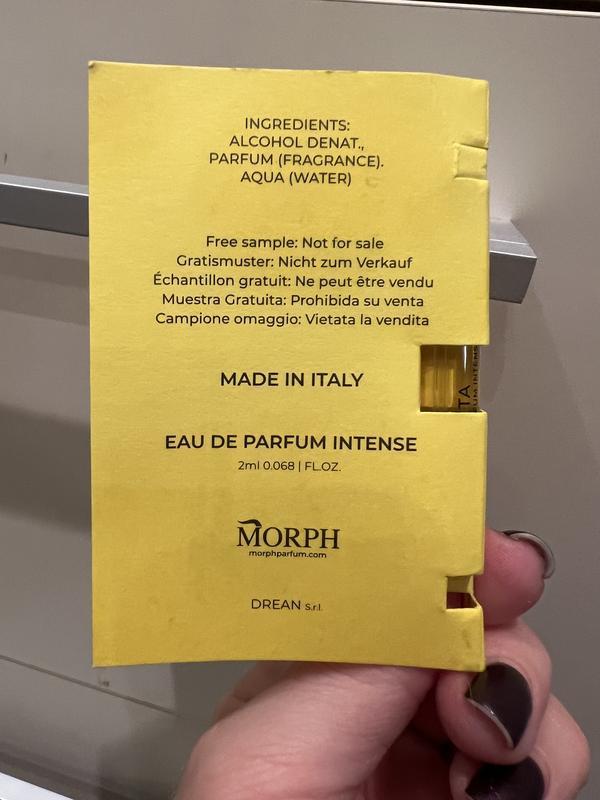 INGREDIENTS:
ALCOHOL DENAT.,
PARFUM (FRAGRANCE).
AQUA (WATER)
Free sample: Not for sale
Gratismuster: Nicht zum Verkauf
Échantillon gratuit: Ne peut être vendu
Muestra Gratuita: Prohibida su venta
Campione omaggio: Vietata la vendita
MADE IN ITALY
EAU DE PARFUM INTENSE
2ml 0.068 | FL.OZ.
MORPH
morphparfum.com
DREAN S.r.l.